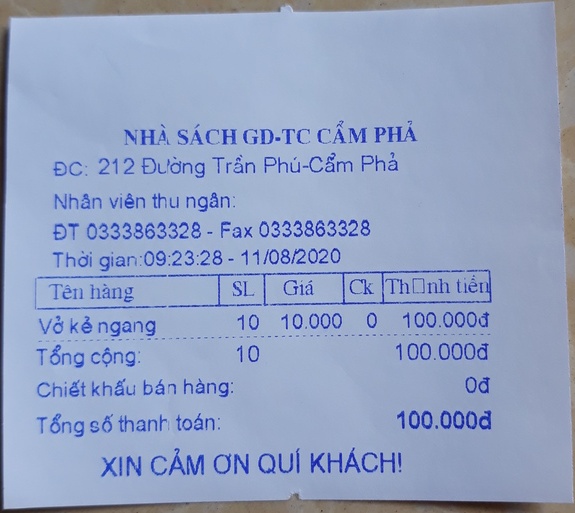 NHÀ SÁCH GD-TC CẨM PHẢ
ĐC: 212 Đường Trần Phú-Cẩm Phả
Nhân viên thu ngân:
ĐT 0333863328 - Fax 0333863328
Thời gian:09:23:28 - 11/08/2020
Tên hàng SL Giá Ck Th□nh tiền
Vở kẻ ngang 10 10.000 0 100.000đ
Tổng cộng: 10 100.000đ
Chiết khấu bán hàng: 0đ
Tổng số thanh toán: 100.000đ
XIN CẢM ƠN QUÍ KHÁCH!